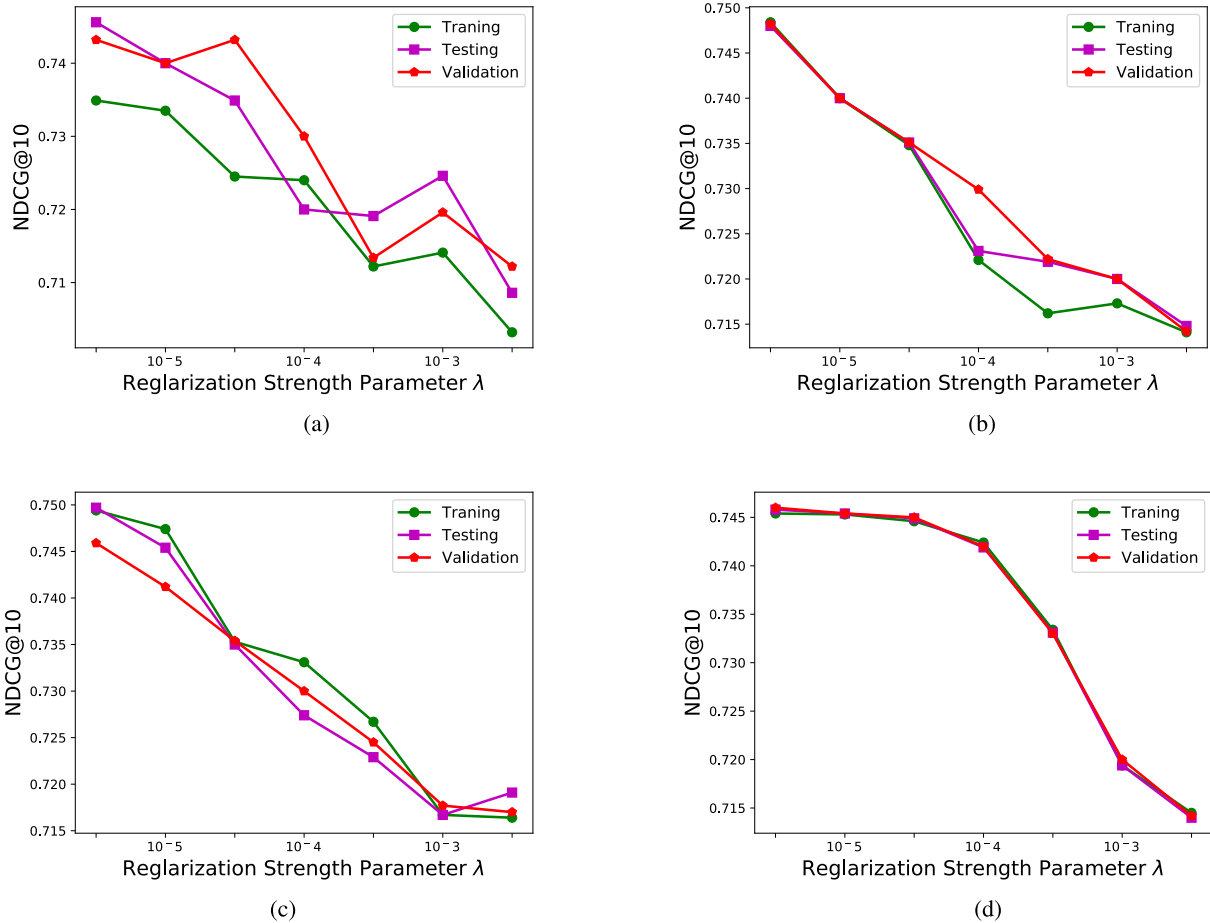 0.74
0.73
0.72
0.71
NDCG@10
Traning
Testing
Validation
10⁻⁵
10⁻⁴
10⁻³
Reglarization Strength Parameter λ
(a)
0.750
0.745
0.740
0.735
0.730
0.725
0.720
0.715
NDCG@10
Traning
Testing
Validation
10⁻⁵
10⁻⁴
10⁻³
Reglarization Strength Parameter λ
(b)
0.750
0.745
0.740
0.735
0.730
0.725
0.720
0.715
NDCG@10
Traning
Testing
Validation
10⁻⁵
10⁻⁴
10⁻³
Reglarization Strength Parameter λ
(c)
0.745
0.740
0.735
0.730
0.725
0.720
0.715
NDCG@10
Traning
Testing
Validation
10⁻⁵
10⁻⁴
10⁻³
Reglarization Strength Parameter λ
(d)